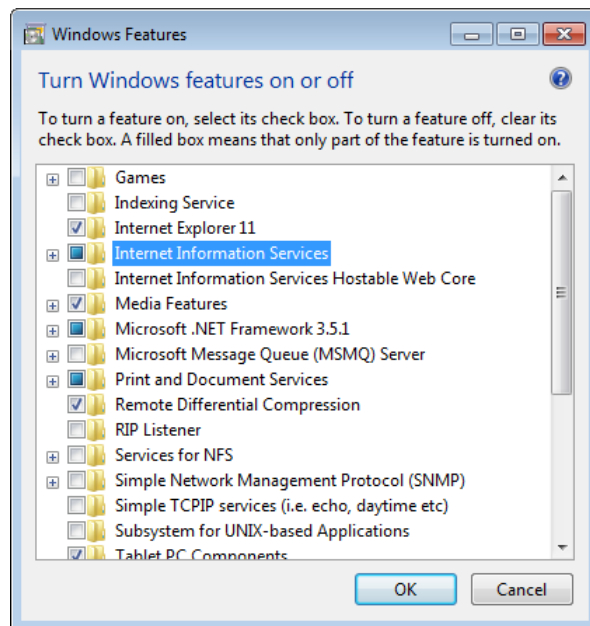 Windows Features
Turn Windows features on or off
To turn a feature on, select its check box. To turn a feature off, clear its
check box. A filled box means that only part of the feature is turned on.
Games
Indexing Service
Internet Explorer 11
Internet Information Services
Internet Information Services Hostable Web Core
Media Features
Microsoft .NET Framework 3.5.1
Microsoft Message Queue (MSMQ) Server
Print and Document Services
Remote Differential Compression
RIP Listener
Services for NFS
Simple Network Management Protocol (SNMP)
Simple TCPIP services (i.e. echo, daytime etc)
Subsystem for UNIX-based Applications
Tablet PC Components
OK Cancel